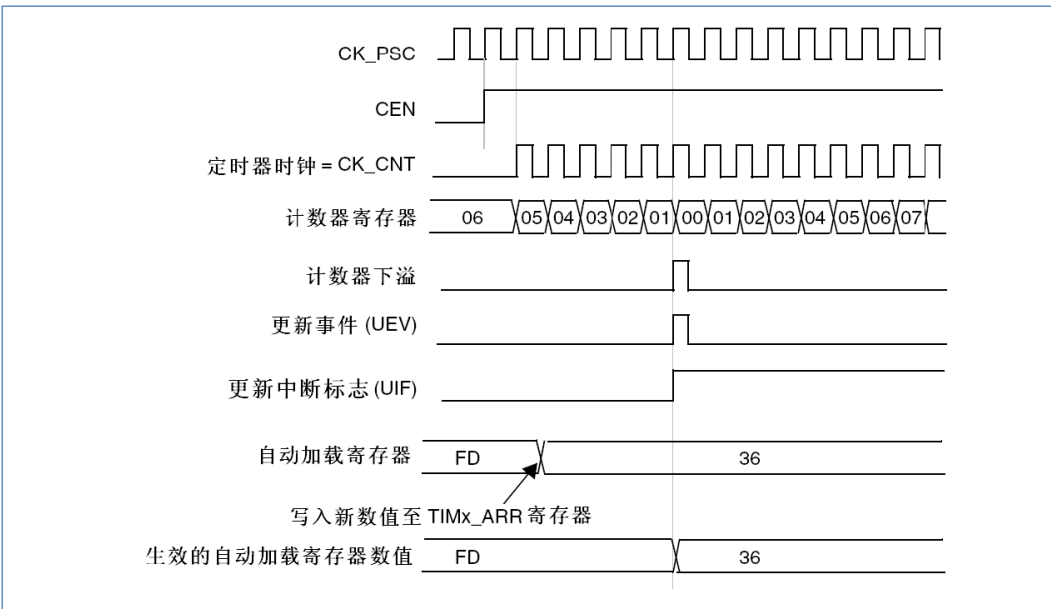 CK_PSC
CEN
定时器时钟 = CK_CNT
计数器寄存器 06 05 04 03 02 01 00 01 02 03 04 05 06 07
计数器下溢
更新事件 (UEV)
更新中断标志 (UIF)
自动加载寄存器 FD 36
写入新数值至 TIMx_ARR 寄存器
生效的自动加载寄存器数值 FD 36